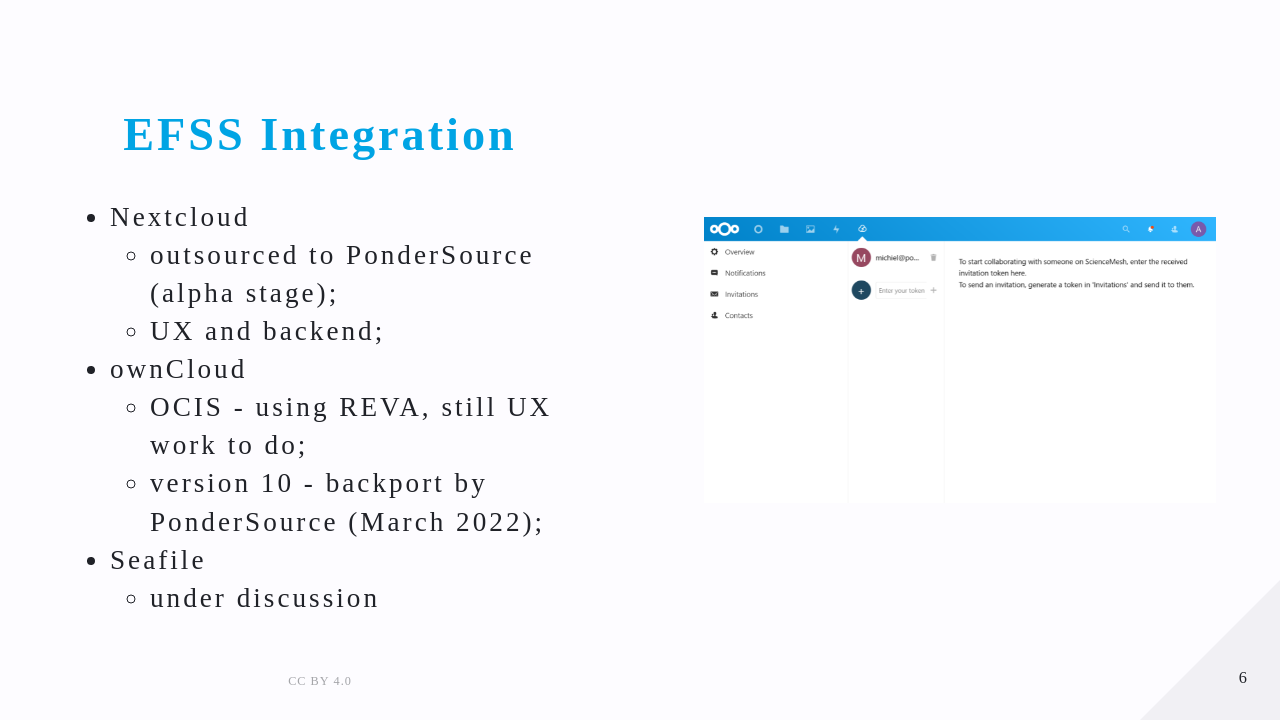 EFSS Integration
Nextcloud
outsourced to PonderSource
(alpha stage);
UX and backend;
ownCloud
OCIS - using REVA, still UX
work to do;
version 10 - backport by
PonderSource (March 2022);
Seafile
under discussion
A
Overview
Notifications
Invitations
Contacts
M michiel@po...
+ Enter your token +
To start collaborating with someone on ScienceMesh, enter the received
invitation token here.
To send an invitation, generate a token in 'Invitations' and send it to them.
CC BY 4.0
6